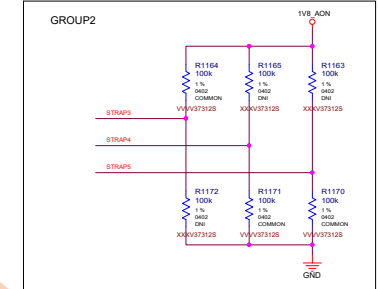 GROUP2
1V8_AON
R1164
100k
1 %
0402
COMMON
VVVV37312S
R1165
100k
1 %
0402
DNI
XXXV37312S
R1163
100k
1 %
0402
DNI
XXXV37312S
STRAP3
STRAP4
STRAP5
R1172
100k
1 %
0402
DNI
XXXV37312S
R1171
100k
1 %
0402
COMMON
VVVV37312S
R1170
100k
1 %
0402
COMMON
VVVV37312S
GND